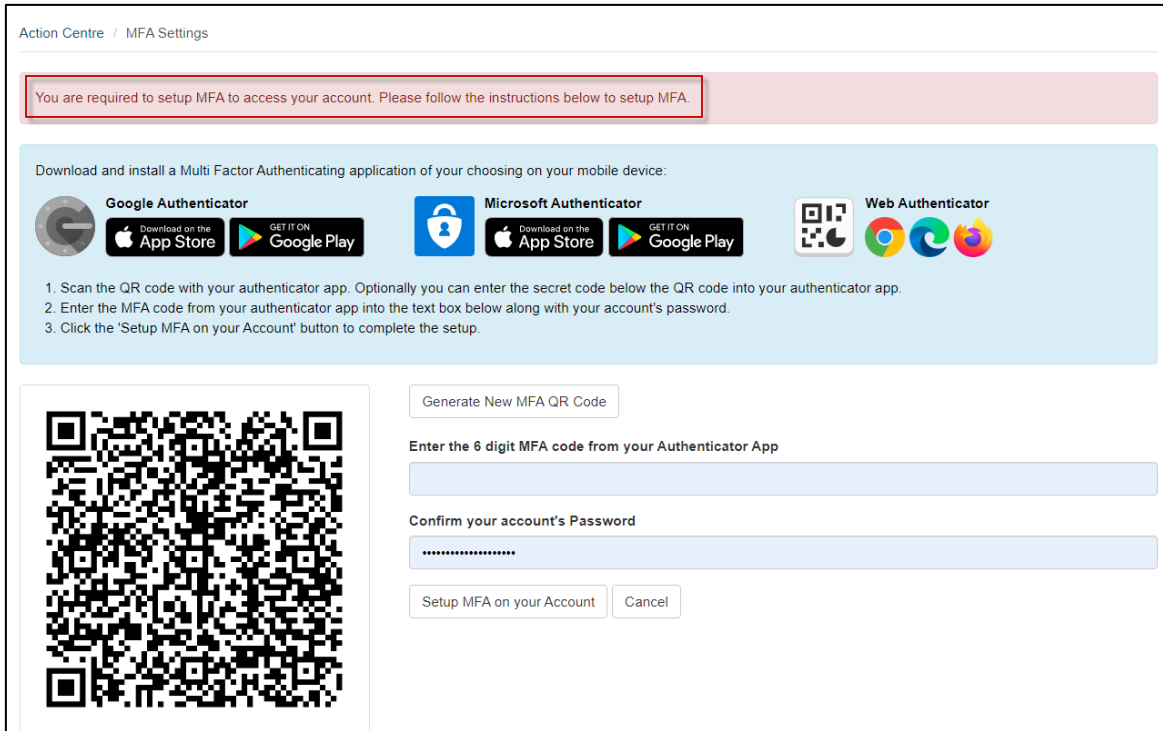 Action Centre / MFA Settings
You are required to setup MFA to access your account. Please follow the instructions below to setup MFA.
Download and install a Multi Factor Authenticating application of your choosing on your mobile device:
Google Authenticator
Download on the
App Store
GET IT ON
Google Play
Microsoft Authenticator
Download on the
App Store
GET IT ON
Google Play
Web Authenticator
1. Scan the QR code with your authenticator app. Optionally you can enter the secret code below the QR code into your authenticator app.
2. Enter the MFA code from your authenticator app into the text box below along with your account's password.
3. Click the 'Setup MFA on your Account' button to complete the setup.
Generate New MFA QR Code
Enter the 6 digit MFA code from your Authenticator App
Confirm your account's Password
••••••••••••••••••••
Setup MFA on your Account
Cancel